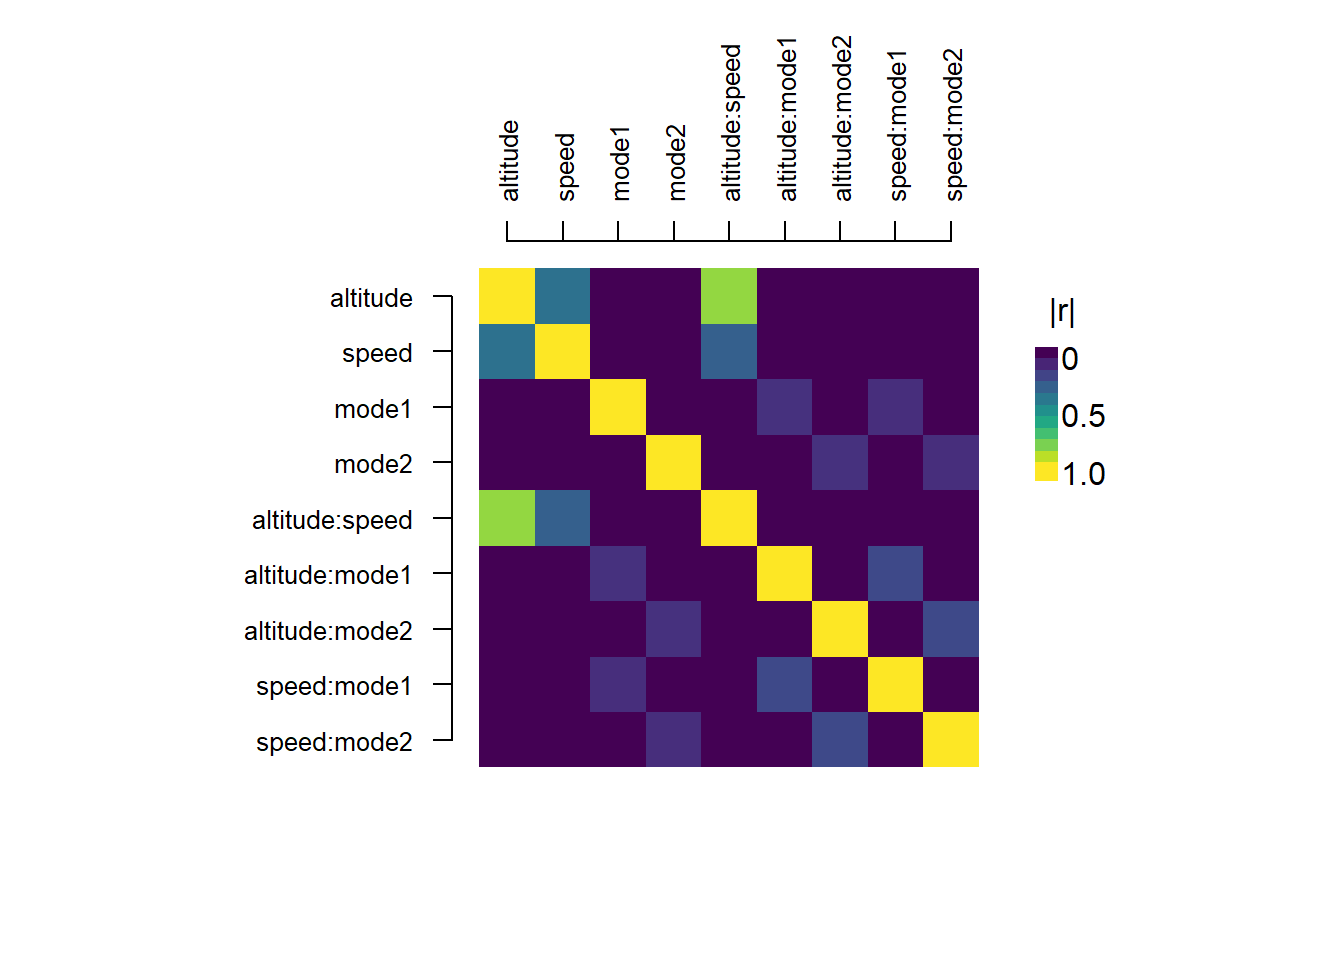 altitude
speed
mode1
mode2
altitude:speed
altitude:mode1
altitude:mode2
speed:mode1
speed:mode2
altitude
speed
mode1
mode2
altitude:speed
altitude:mode1
altitude:mode2
speed:mode1
speed:mode2
|r|
0
0.5
1.0